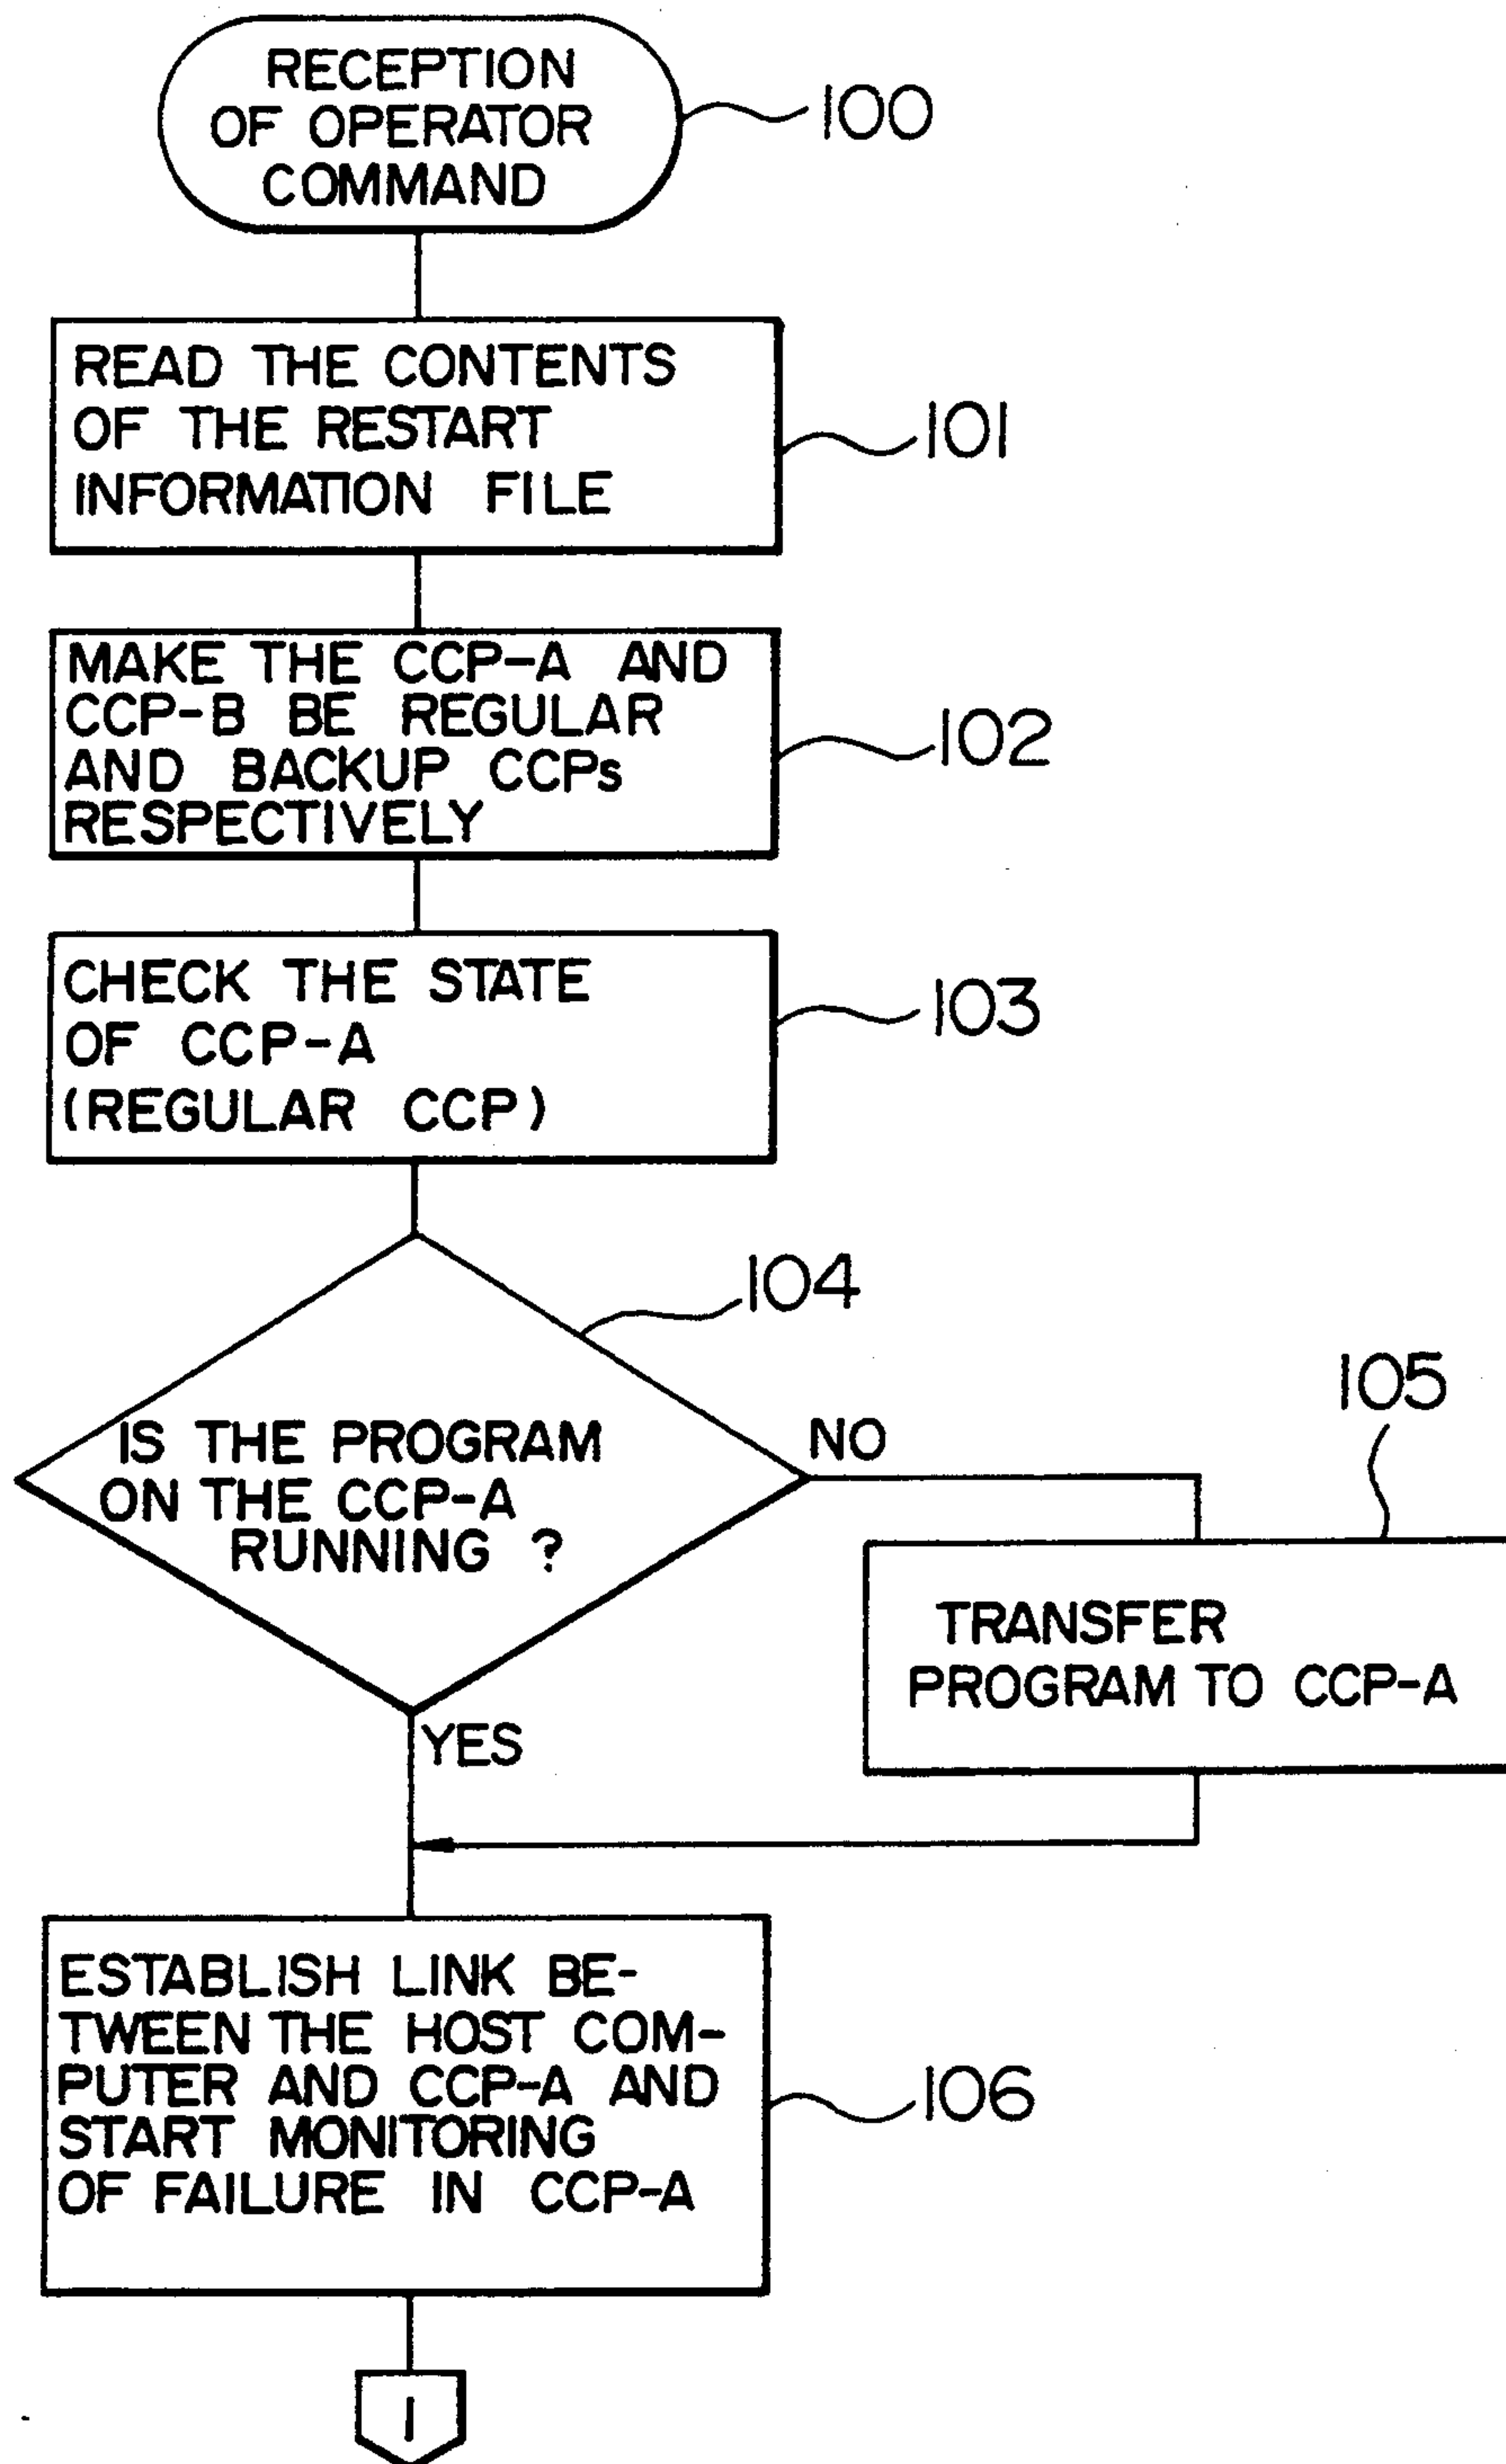 RECEPTION
OF OPERATOR
COMMAND
100
READ THE CONTENTS
OF THE RESTART
INFORMATION FILE
101
MAKE THE CCP-A AND
CCP-B BE REGULAR
AND BACKUP CCPs
RESPECTIVELY
102
CHECK THE STATE
OF CCP-A
(REGULAR CCP)
103
104
IS THE PROGRAM
ON THE CCP-A
RUNNING ?
NO
YES
105
TRANSFER
PROGRAM TO CCP-A
ESTABLISH LINK BE-
TWEEN THE HOST COM-
PUTER AND CCP-A AND
START MONITORING
OF FAILURE IN CCP-A
106
1